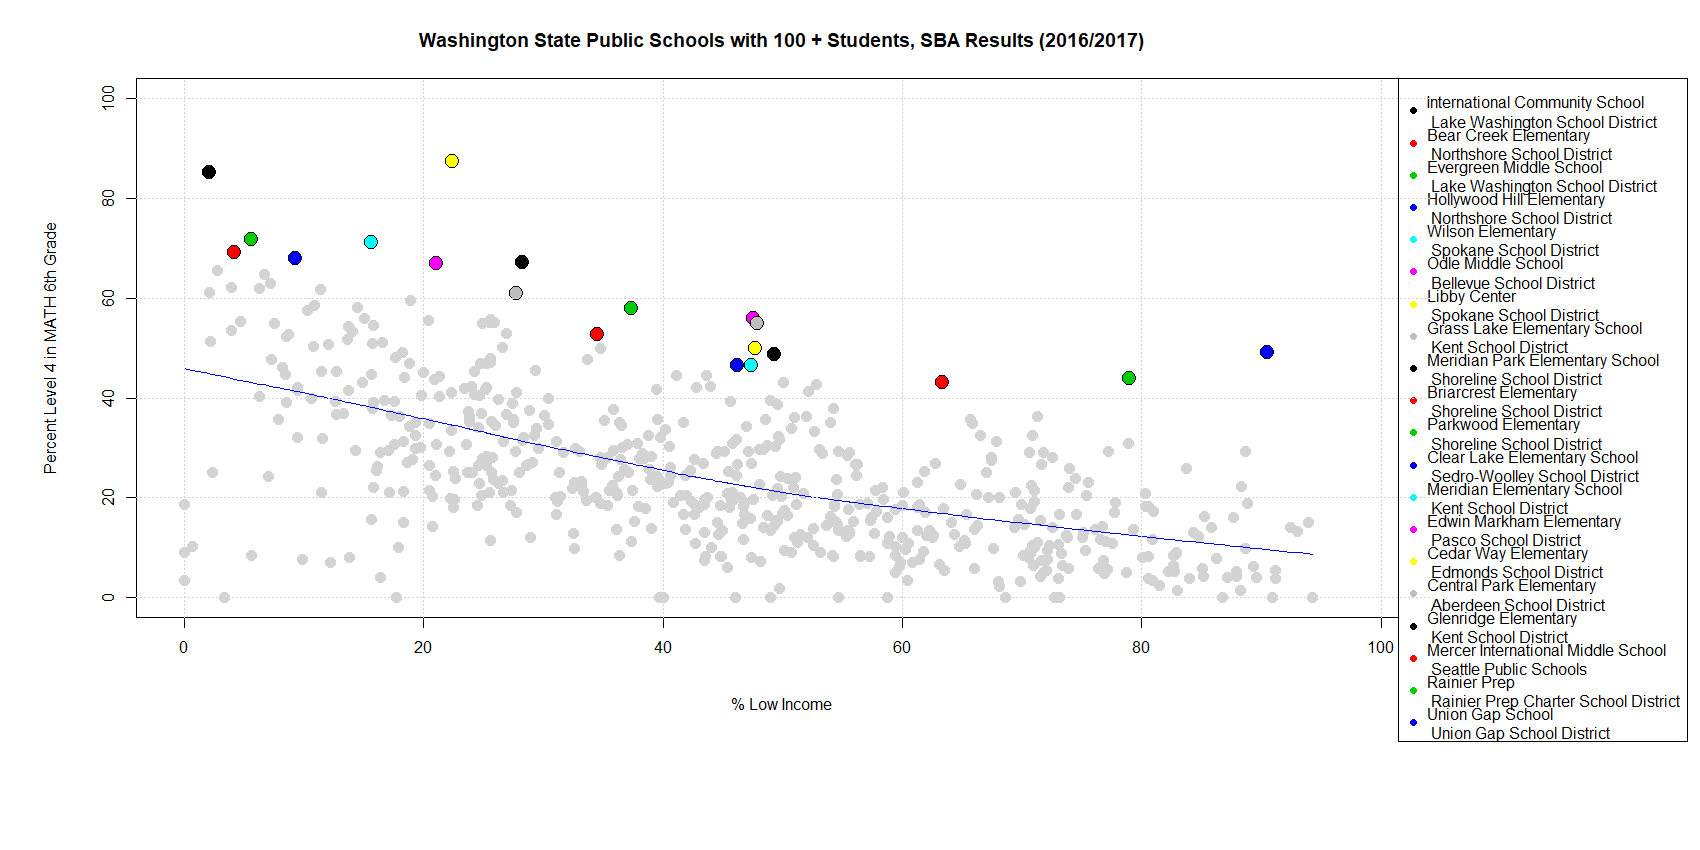 Washington State Public Schools with 100 + Students, SBA Results (2016/2017)
Percent Level 4 in MATH 6th Grade
100
80
60
40
20
0
0
20
40
60
80
100
% Low Income
International Community School
Lake Washington School District
Bear Creek Elementary
Northshore School District
Evergreen Middle School
Lake Washington School District
Hollywood Hill Elementary
Northshore School District
Wilson Elementary
Spokane School District
Odle Middle School
Bellevue School District
Libby Center
Spokane School District
Grass Lake Elementary School
Kent School District
Meridian Park Elementary School
Shoreline School District
Briarcrest Elementary
Shoreline School District
Parkwood Elementary
Shoreline School District
Clear Lake Elementary School
Sedro-Woolley School District
Meridian Elementary School
Kent School District
Edwin Markham Elementary
Pasco School District
Cedar Way Elementary
Edmonds School District
Central Park Elementary
Aberdeen School District
Glenridge Elementary
Kent School District
Mercer International Middle School
Seattle Public Schools
Rainier Prep
Rainier Prep Charter School District
Union Gap School
Union Gap School District